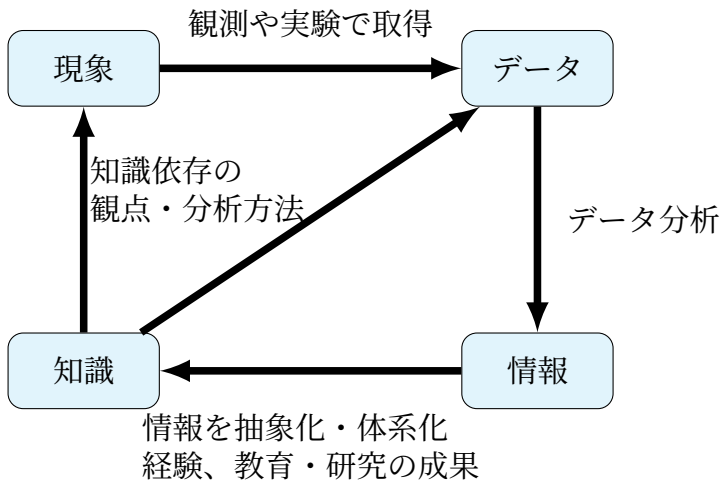 観測や実験で取得
現象
データ
知識依存の
観点・分析方法
データ分析
知識
情報
情報を抽象化・体系化
経験、教育・研究の成果